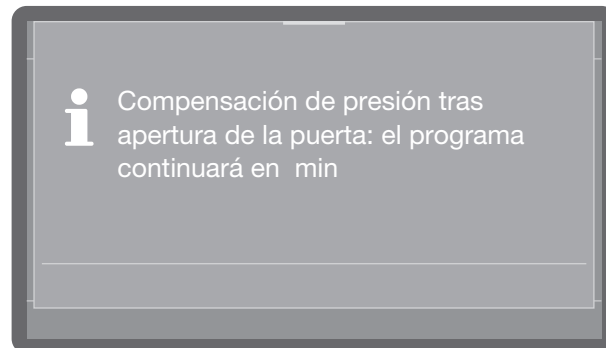 Compensación de presión tras
apertura de la puerta: el programa
continuará en  min